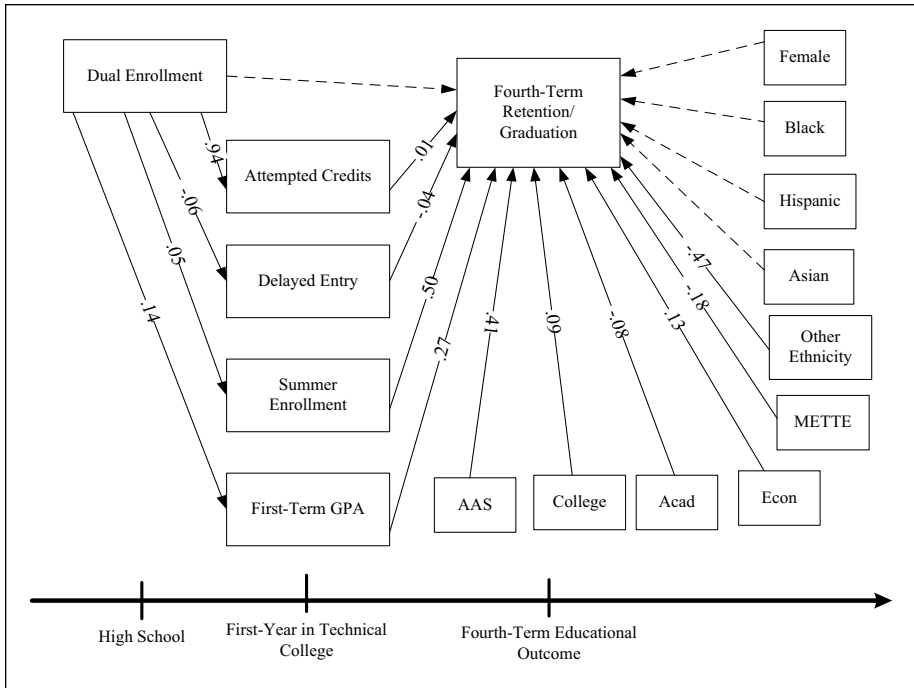 Dual Enrollment
Fourth-Term
Retention/
Graduation
Female
Black
Hispanic
Asian
Other
Ethnicity
METTE
Econ
Acad
College
AAS
Attempted Credits
Delayed Entry
Summer
Enrollment
First-Term GPA
.94
-.06
.05
.14
.01
-.04
.50
.27
.41
.09
-.08
.13
-.18
-.47
High School
First-Year in Technical
College
Fourth-Term Educational
Outcome